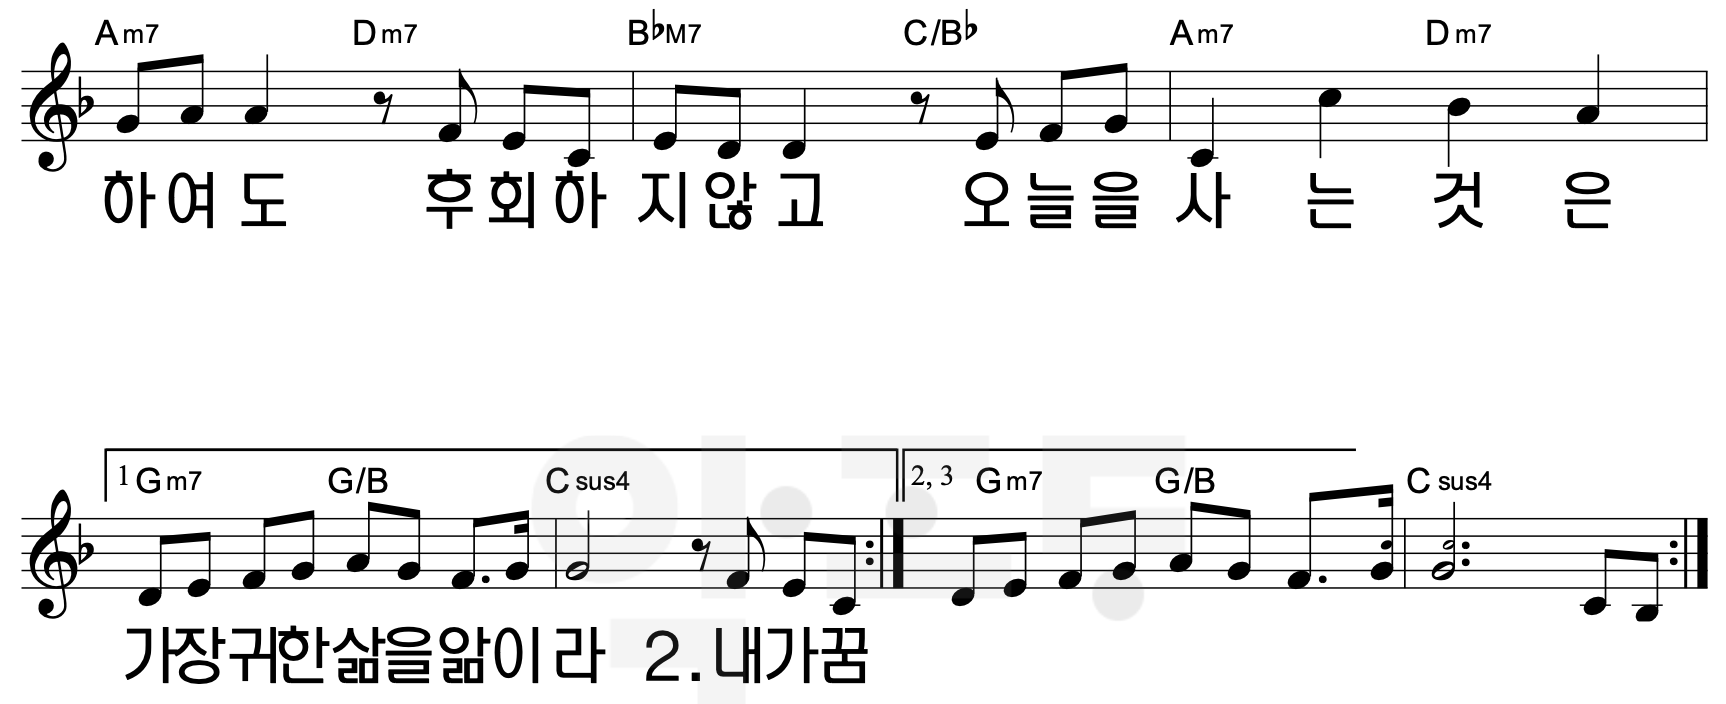 Am7 Dm7 B♭M7 C/B♭ Am7 Dm7
하여도 후회하 지않고 오늘을 사 는 것 은
1 Gm7 G/B Csus4 2, 3 Gm7 G/B Csus4
가장귀한삶을앎이라 2.내가꿈
악보